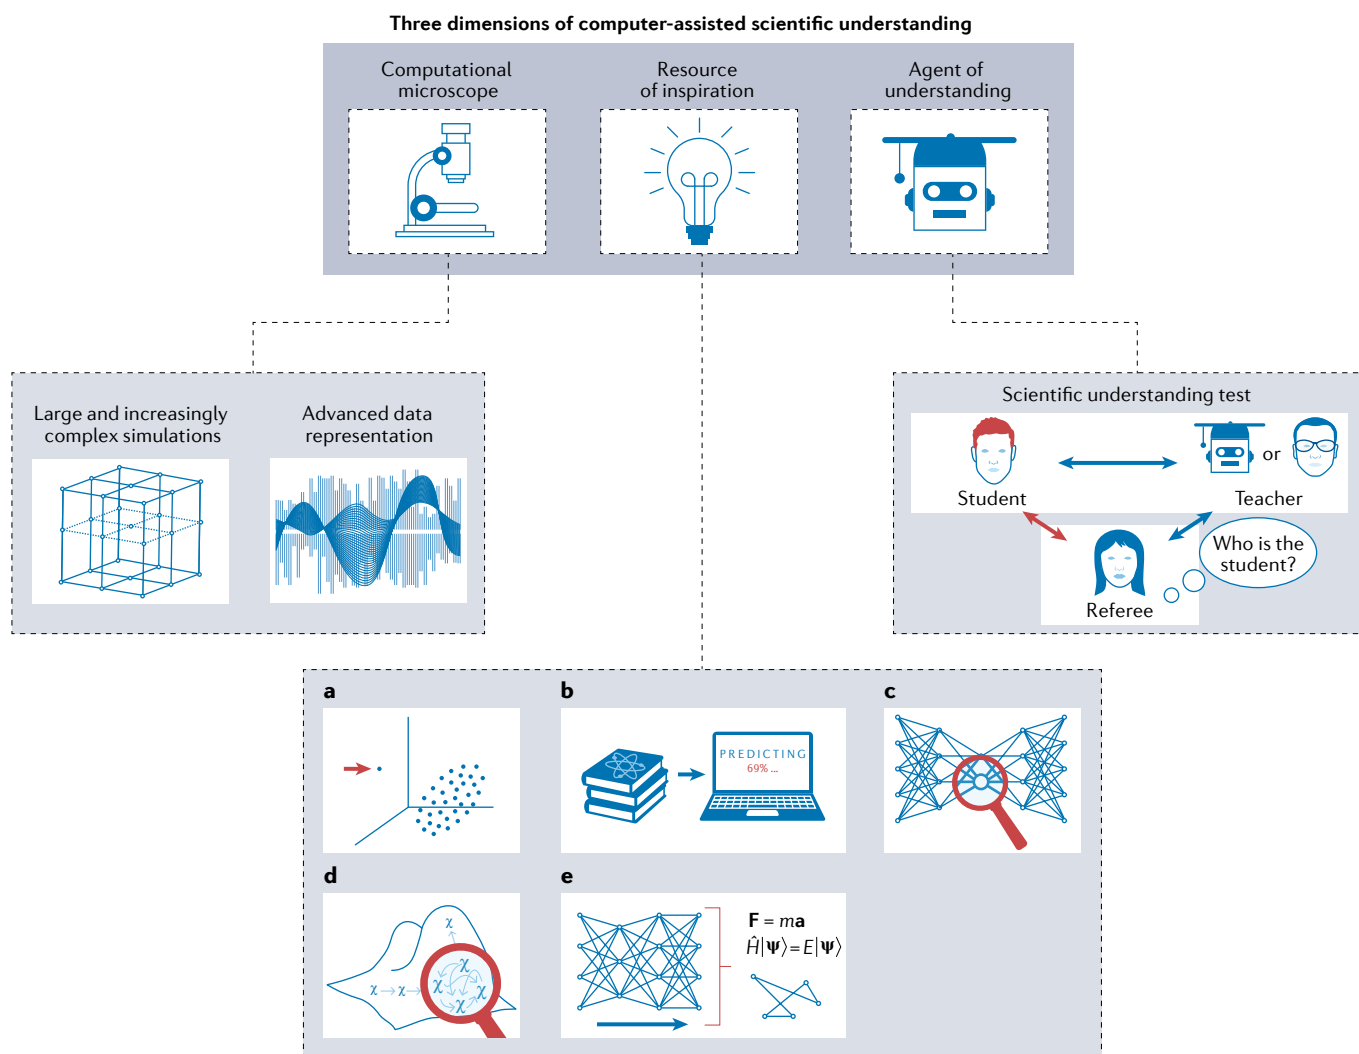 Three dimensions of computer-assisted scientific understanding
Computational
microscope
Resource
of inspiration
Agent of
understanding
Large and increasingly
complex simulations
Advanced data
representation
Scientific understanding test
or
Student
Teacher
Who is the
student?
Referee
a
b
c
PREDICTING
69% ...
d
e
χ
χ → χ →
χ
χ
χ
χ
F = ma
Ĥ|Ψ⟩=E|Ψ⟩